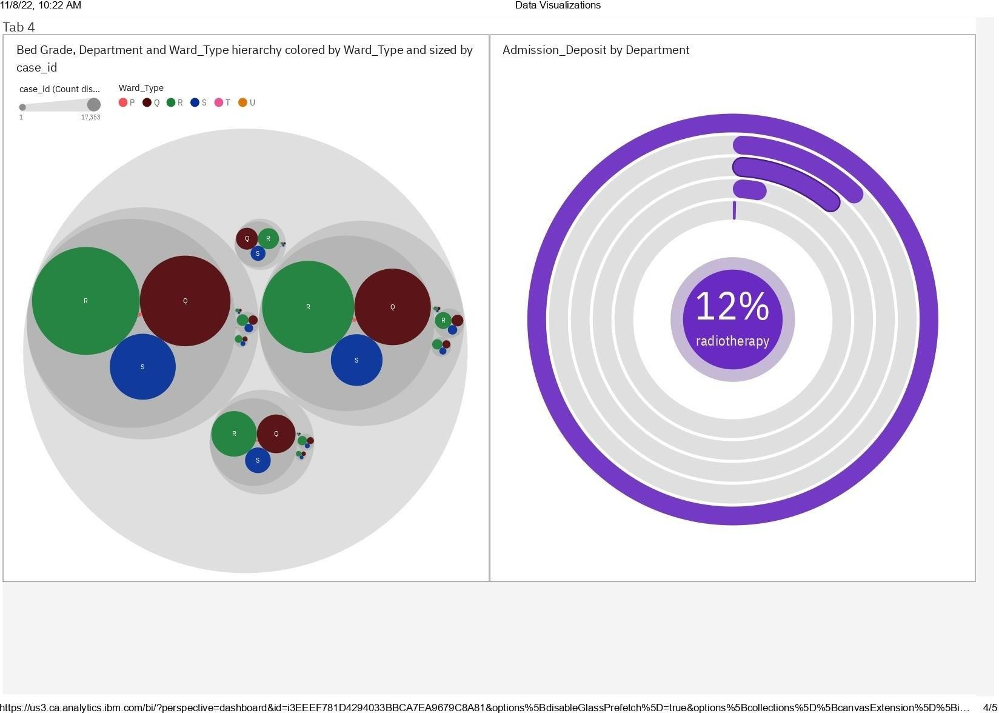 11/8/22, 10:22 AM
Data Visualizations
Tab 4
Bed Grade, Department and Ward_Type hierarchy colored by Ward_Type and sized by
case_id
case_id (Count dis...
1
17,353
Ward_Type
P Q R S T U
Q R
S
R Q
S
R Q
S
R
R Q
S
Admission_Deposit by Department
12%
radiotherapy
https://us3.ca.analytics.ibm.com/bi/?perspective=dashboard&id=i3EEEF781D4294033BBCA7EA9679C8A81&options%5BdisableGlassPrefetch%5D=true&options%5Bcollections%5D%5BcanvasExtension%5D%5Bi…
4/5